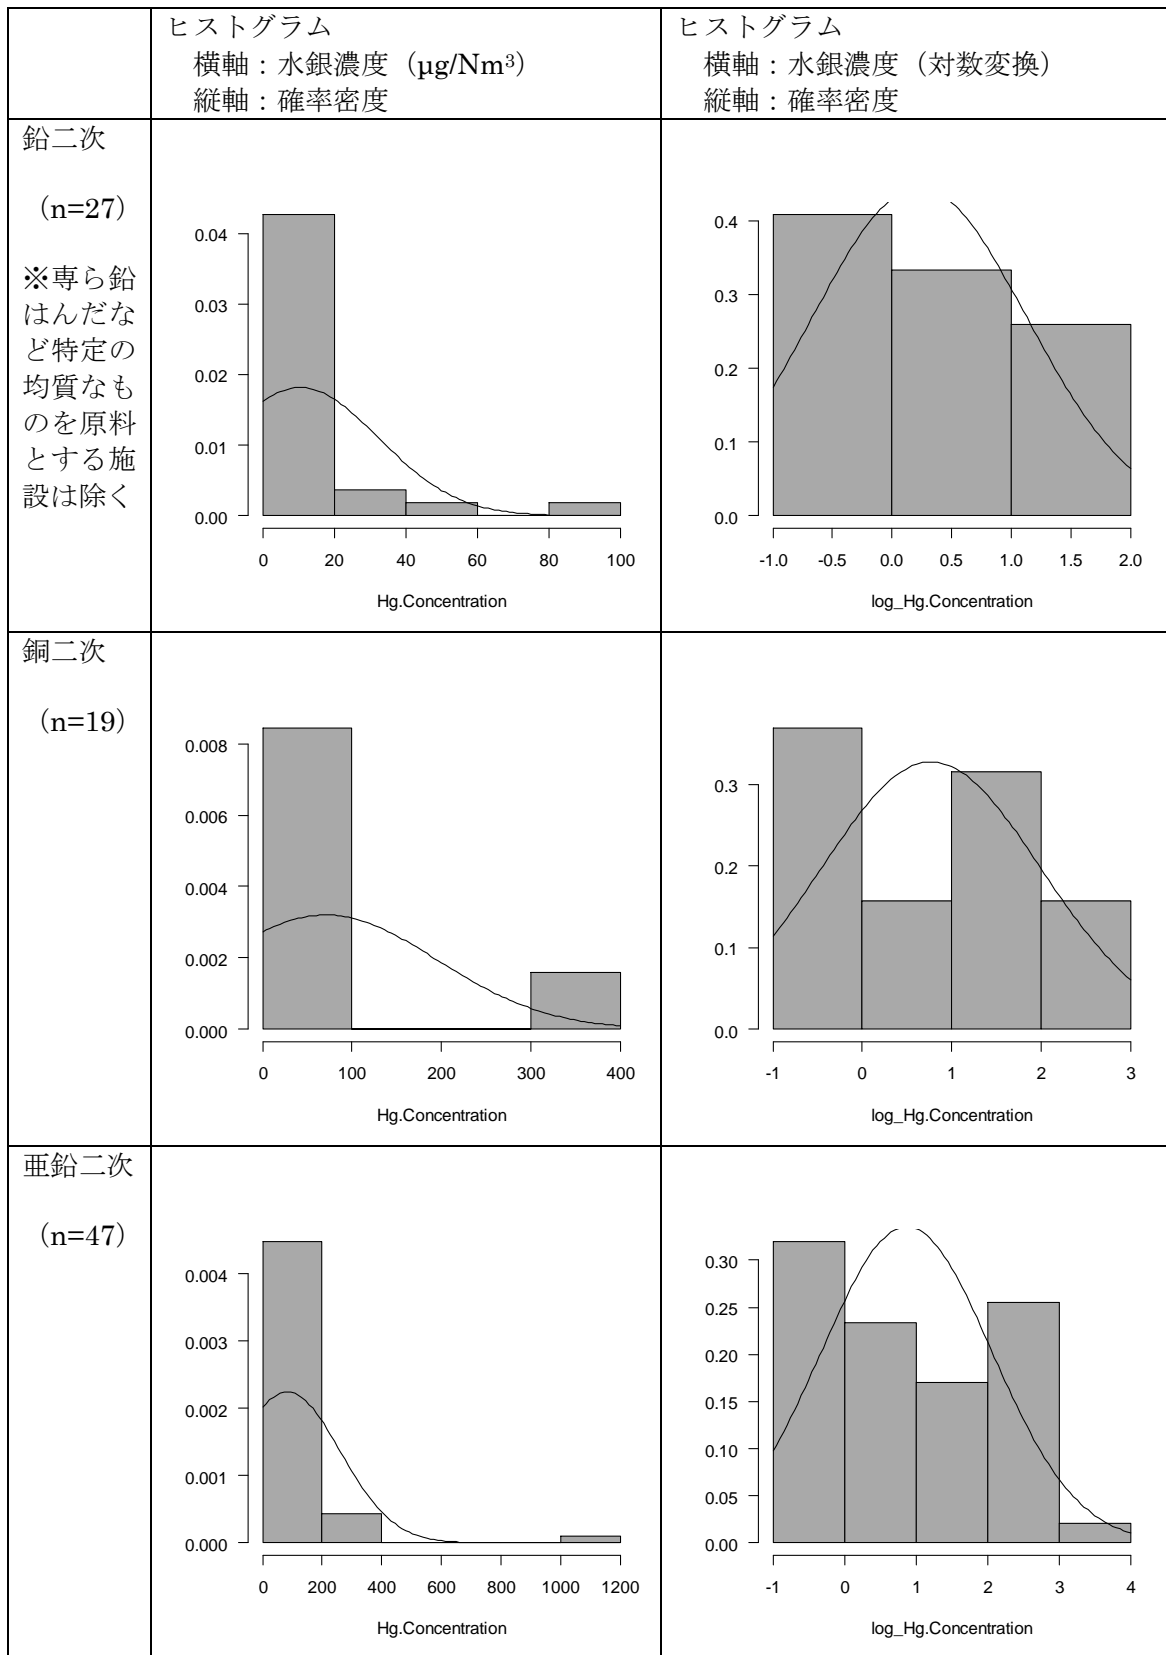 ヒストグラム
横軸：水銀濃度（µg/Nm³）
縦軸：確率密度
ヒストグラム
横軸：水銀濃度（対数変換）
縦軸：確率密度
鉛二次
（n=27）
※専ら鉛
はんだな
ど特定の
均質なも
のを原料
とする施
設は除く
0.04
0.03
0.02
0.01
0.00
0 20 40 60 80 100
Hg.Concentration
0.4
0.3
0.2
0.1
0.0
-1.0 -0.5 0.0 0.5 1.0 1.5 2.0
log_Hg.Concentration
銅二次
（n=19）
0.008
0.006
0.004
0.002
0.000
0 100 200 300 400
Hg.Concentration
0.3
0.2
0.1
0.0
-1 0 1 2 3
log_Hg.Concentration
亜鉛二次
（n=47）
0.004
0.003
0.002
0.001
0.000
0 200 400 600 800 1000 1200
Hg.Concentration
0.30
0.25
0.20
0.15
0.10
0.05
0.00
-1 0 1 2 3 4
log_Hg.Concentration